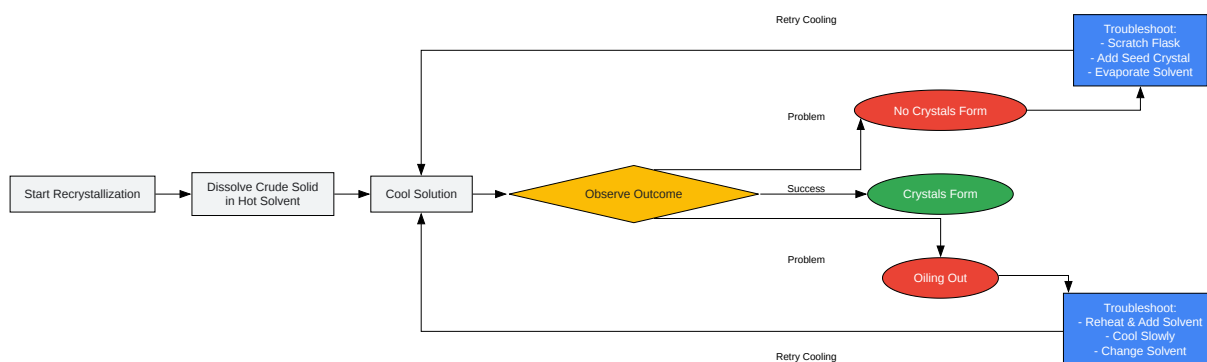 Retry Cooling
Troubleshoot:
- Scratch Flask
- Add Seed Crystal
- Evaporate Solvent
No Crystals Form
Problem
Start Recrystallization
Dissolve Crude Solid
in Hot Solvent
Cool Solution
Observe Outcome
Success
Crystals Form
Problem
Oiling Out
Troubleshoot:
- Reheat & Add Solvent
- Cool Slowly
- Change Solvent
Retry Cooling